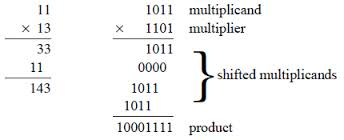 11 1011 multiplicand
× 13 × 1101 multiplier
33 1011
11 0000 shifted multiplicands
143 1011
1011
10001111 product